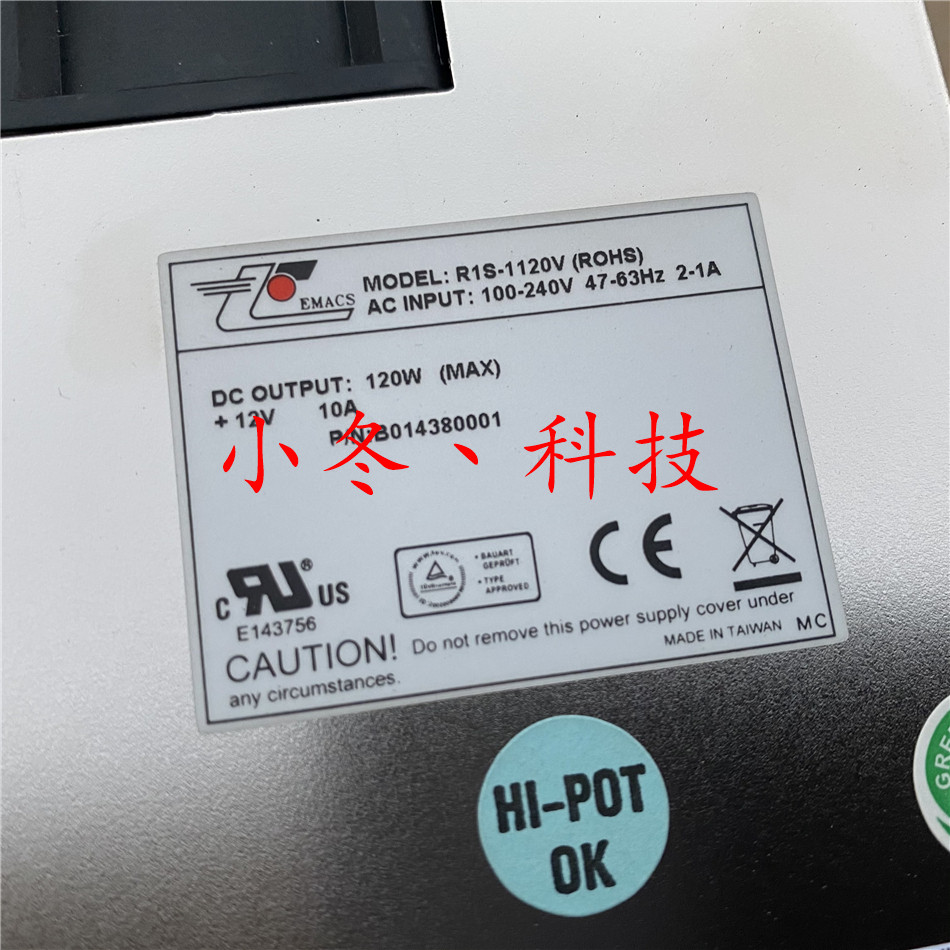 EMACS
MODEL: R1S-1120V (ROHS)
AC INPUT: 100-240V 47-63Hz 2-1A
DC OUTPUT: 120W (MAX)
+ 12V 10A
P/N:B014380001
小冬丶科技
C RU ® US
E143756
• BAUART
GEPRÜFT
• TYPE
APPROVED
CE
CAUTION! Do not remove this power supply cover under
any circumstances.
MADE IN TAIWAN MC
HI-POT
OK